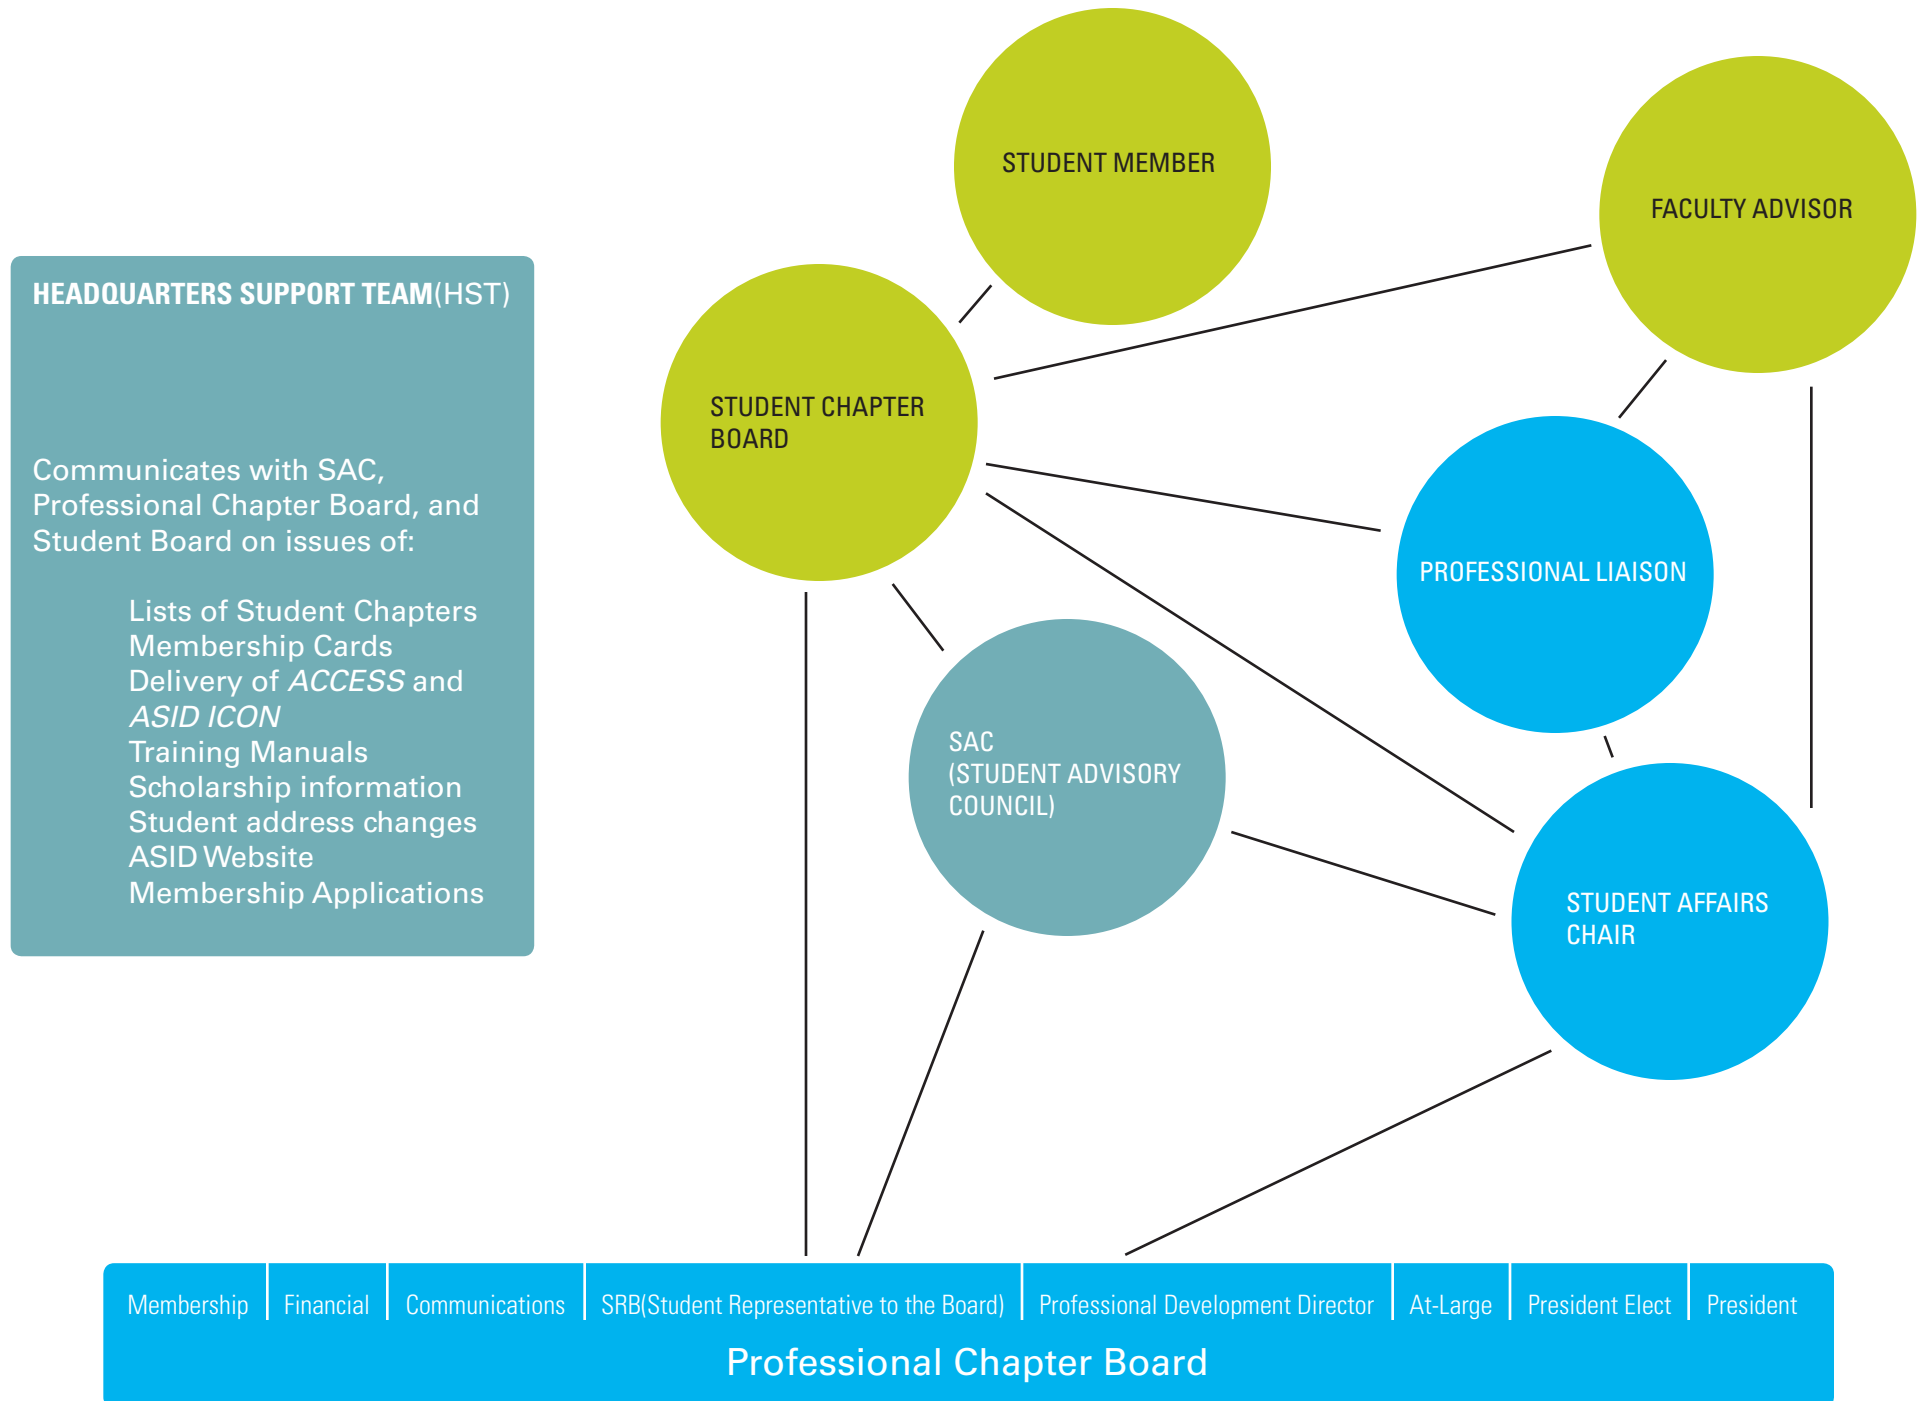 STUDENT MEMBER
FACULTY ADVISOR
HEADQUARTERS SUPPORT TEAM(HST)
STUDENT CHAPTER
BOARD
Communicates with SAC,
Professional Chapter Board, and
Student Board on issues of:
Lists of Student Chapters
Membership Cards
Delivery of ACCESS and
ASID ICON
Training Manuals
Scholarship information
Student address changes
ASID Website
Membership Applications
PROFESSIONAL LIAISON
SAC
(STUDENT ADVISORY
COUNCIL)
STUDENT AFFAIRS
CHAIR
Membership Financial Communications SRB(Student Representative to the Board) Professional Development Director At-Large President Elect President
Professional Chapter Board